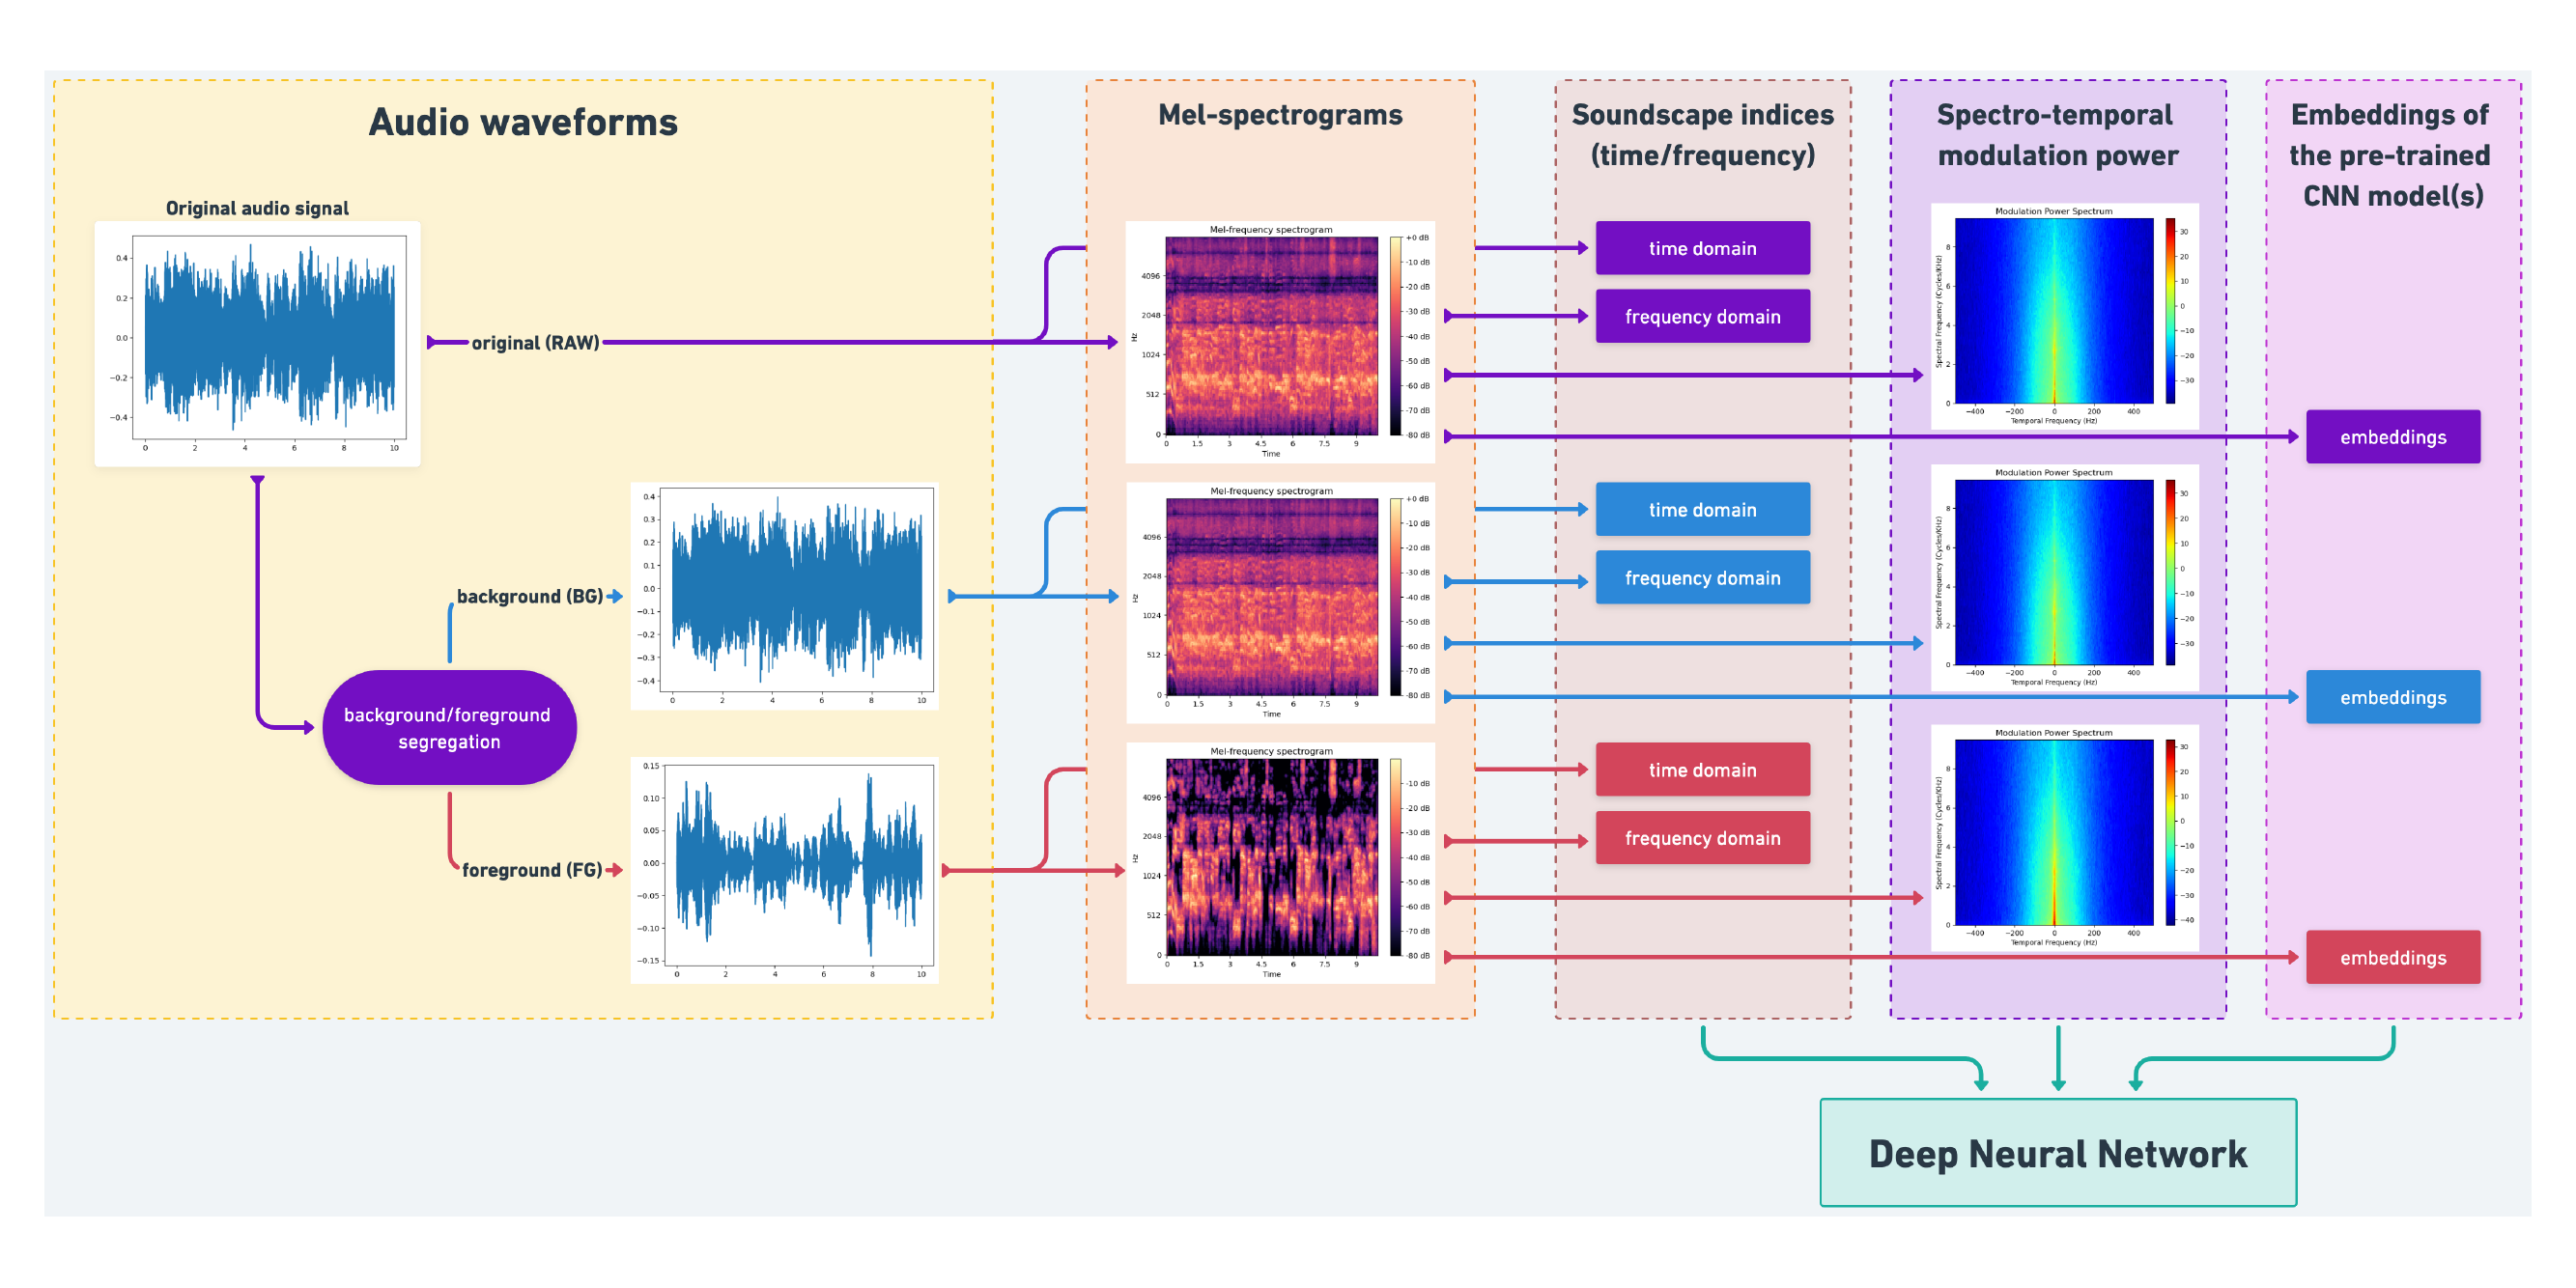 Audio waveforms
Original audio signal
0.4
0.2
0.0
−0.2
−0.4
0 2 4 6 8 10
original (RAW)
background/foreground
segregation
background (BG)
0.4
0.3
0.2
0.1
0.0
−0.1
−0.2
−0.3
−0.4
0 2 4 6 8 10
foreground (FG)
0.15
0.10
0.05
0.00
−0.05
−0.10
−0.15
0 2 4 6 8 10
Mel-spectrograms
Mel-frequency spectrogram
4096
2048
1024
512
0
Hz
0 1.5 3 4.5 6 7.5 9
Time
+0 dB
-10 dB
-20 dB
-30 dB
-40 dB
-50 dB
-60 dB
-70 dB
-80 dB
Mel-frequency spectrogram
4096
2048
1024
512
0
Hz
0 1.5 3 4.5 6 7.5 9
Time
+0 dB
-10 dB
-20 dB
-30 dB
-40 dB
-50 dB
-60 dB
-70 dB
-80 dB
Mel-frequency spectrogram
4096
2048
1024
512
0
Hz
0 1.5 3 4.5 6 7.5 9
Time
-10 dB
-20 dB
-30 dB
-40 dB
-50 dB
-60 dB
-70 dB
-80 dB
Soundscape indices
(time/frequency)
time domain
frequency domain
time domain
frequency domain
time domain
frequency domain
Spectro-temporal
modulation power
Modulation Power Spectrum
Spectral Frequency (Cycles/KHz)
8
6
4
2
0
−400 −200 0 200 400
Temporal Frequency (Hz)
30
20
10
0
−10
−20
−30
Modulation Power Spectrum
Spectral Frequency (Cycles/KHz)
8
6
4
2
0
−400 −200 0 200 400
Temporal Frequency (Hz)
30
20
10
0
−10
−20
−30
Modulation Power Spectrum
Spectral Frequency (Cycles/KHz)
8
6
4
2
0
−400 −200 0 200 400
Temporal Frequency (Hz)
30
20
10
0
−10
−20
−30
−40
Embeddings of
the pre-trained
CNN model(s)
embeddings
embeddings
embeddings
Deep Neural Network